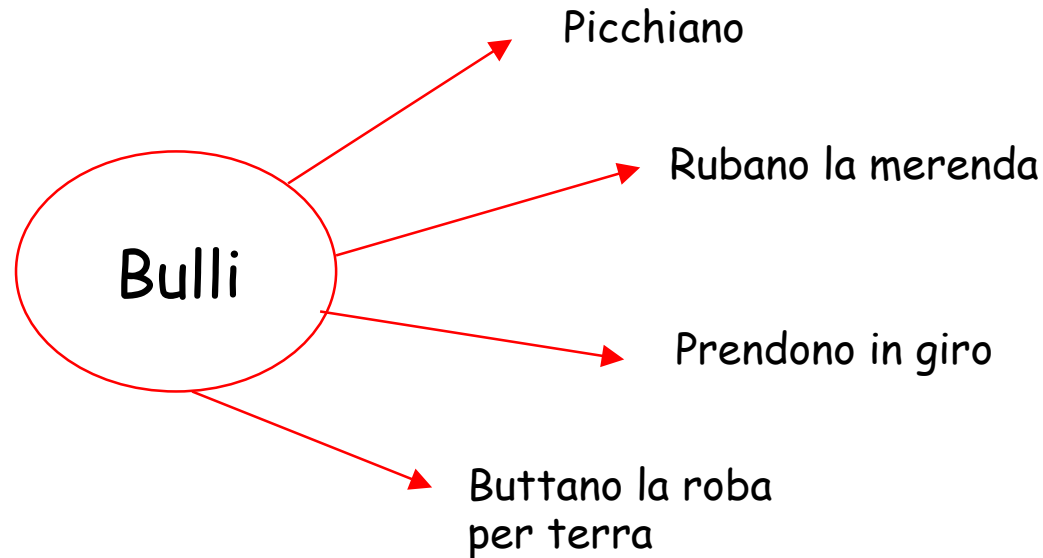 Picchiano
Rubano la merenda
Bulli
Prendono in giro
Buttano la roba
per terra